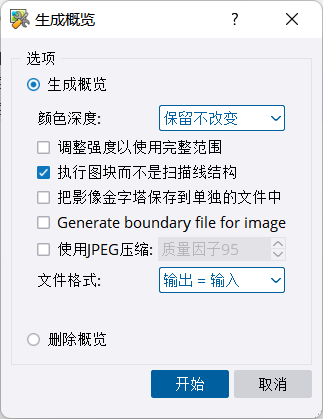 生成概览
选项
生成概览
颜色深度: 保留不改变
调整强度以使用完整范围
执行图块而不是扫描线结构
把影像金字塔保存到单独的文件中
Generate boundary file for image
使用JPEG压缩: 质量因子95
文件格式: 输出 = 输入
删除概览
开始 取消